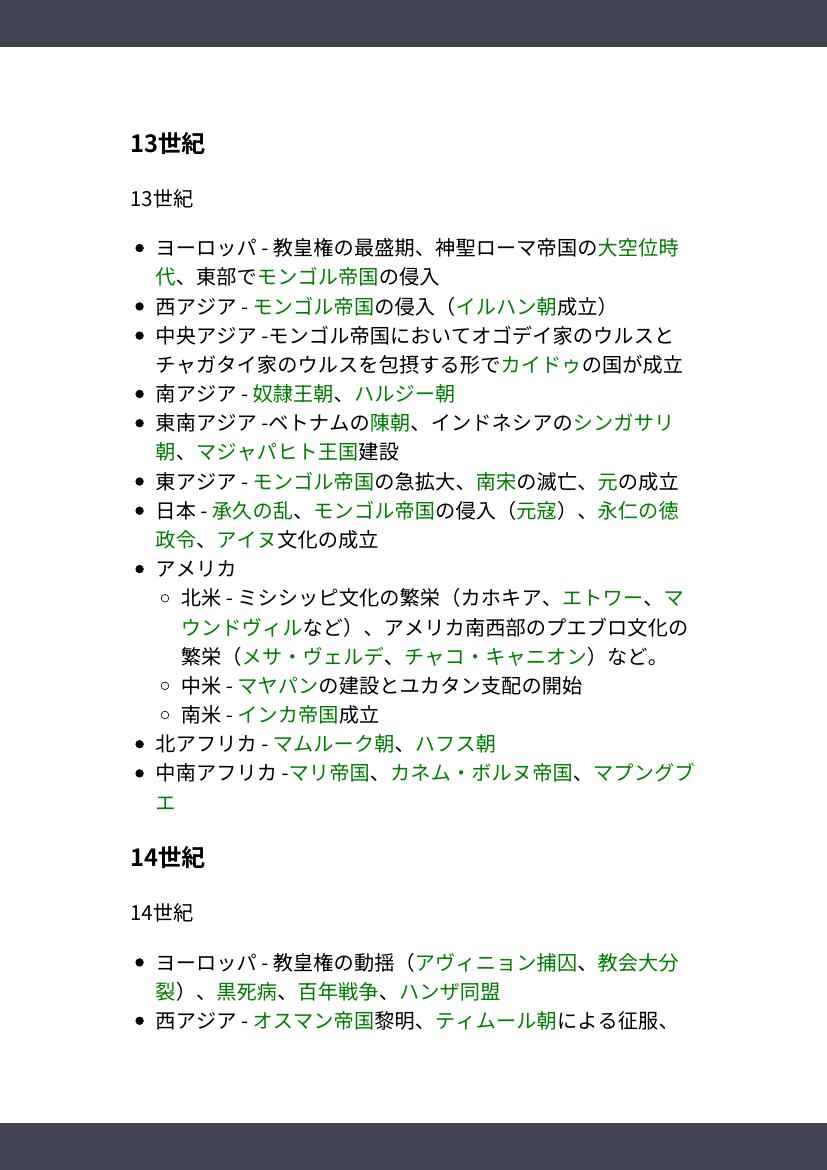 13世紀
13世紀
ヨーロッパ - 教皇権の最盛期、神聖ローマ帝国の大空位時
代、東部でモンゴル帝国の侵入
西アジア - モンゴル帝国の侵入（イルハン朝成立）
中央アジア -モンゴル帝国においてオゴデイ家のウルスと
チャガタイ家のウルスを包摂する形でカイドゥの国が成立
南アジア - 奴隷王朝、ハルジー朝
東南アジア -ベトナムの陳朝、インドネシアのシンガサリ
朝、マジャパヒト王国建設
東アジア - モンゴル帝国の急拡大、南宋の滅亡、元の成立
日本 - 承久の乱、モンゴル帝国の侵入（元寇）、永仁の徳
政令、アイヌ文化の成立
アメリカ
北米 - ミシシッピ文化の繁栄（カホキア、エトワー、マ
ウンドヴィルなど）、アメリカ南西部のプエブロ文化の
繁栄（メサ・ヴェルデ、チャコ・キャニオン）など。
中米 - マヤパンの建設とユカタン支配の開始
南米 - インカ帝国成立
北アフリカ - マムルーク朝、ハフス朝
中南アフリカ -マリ帝国、カネム・ボルヌ帝国、マプングブ
エ
14世紀
14世紀
ヨーロッパ - 教皇権の動揺（アヴィニョン捕囚、教会大分
裂）、黒死病、百年戦争、ハンザ同盟
西アジア - オスマン帝国黎明、ティムール朝による征服、